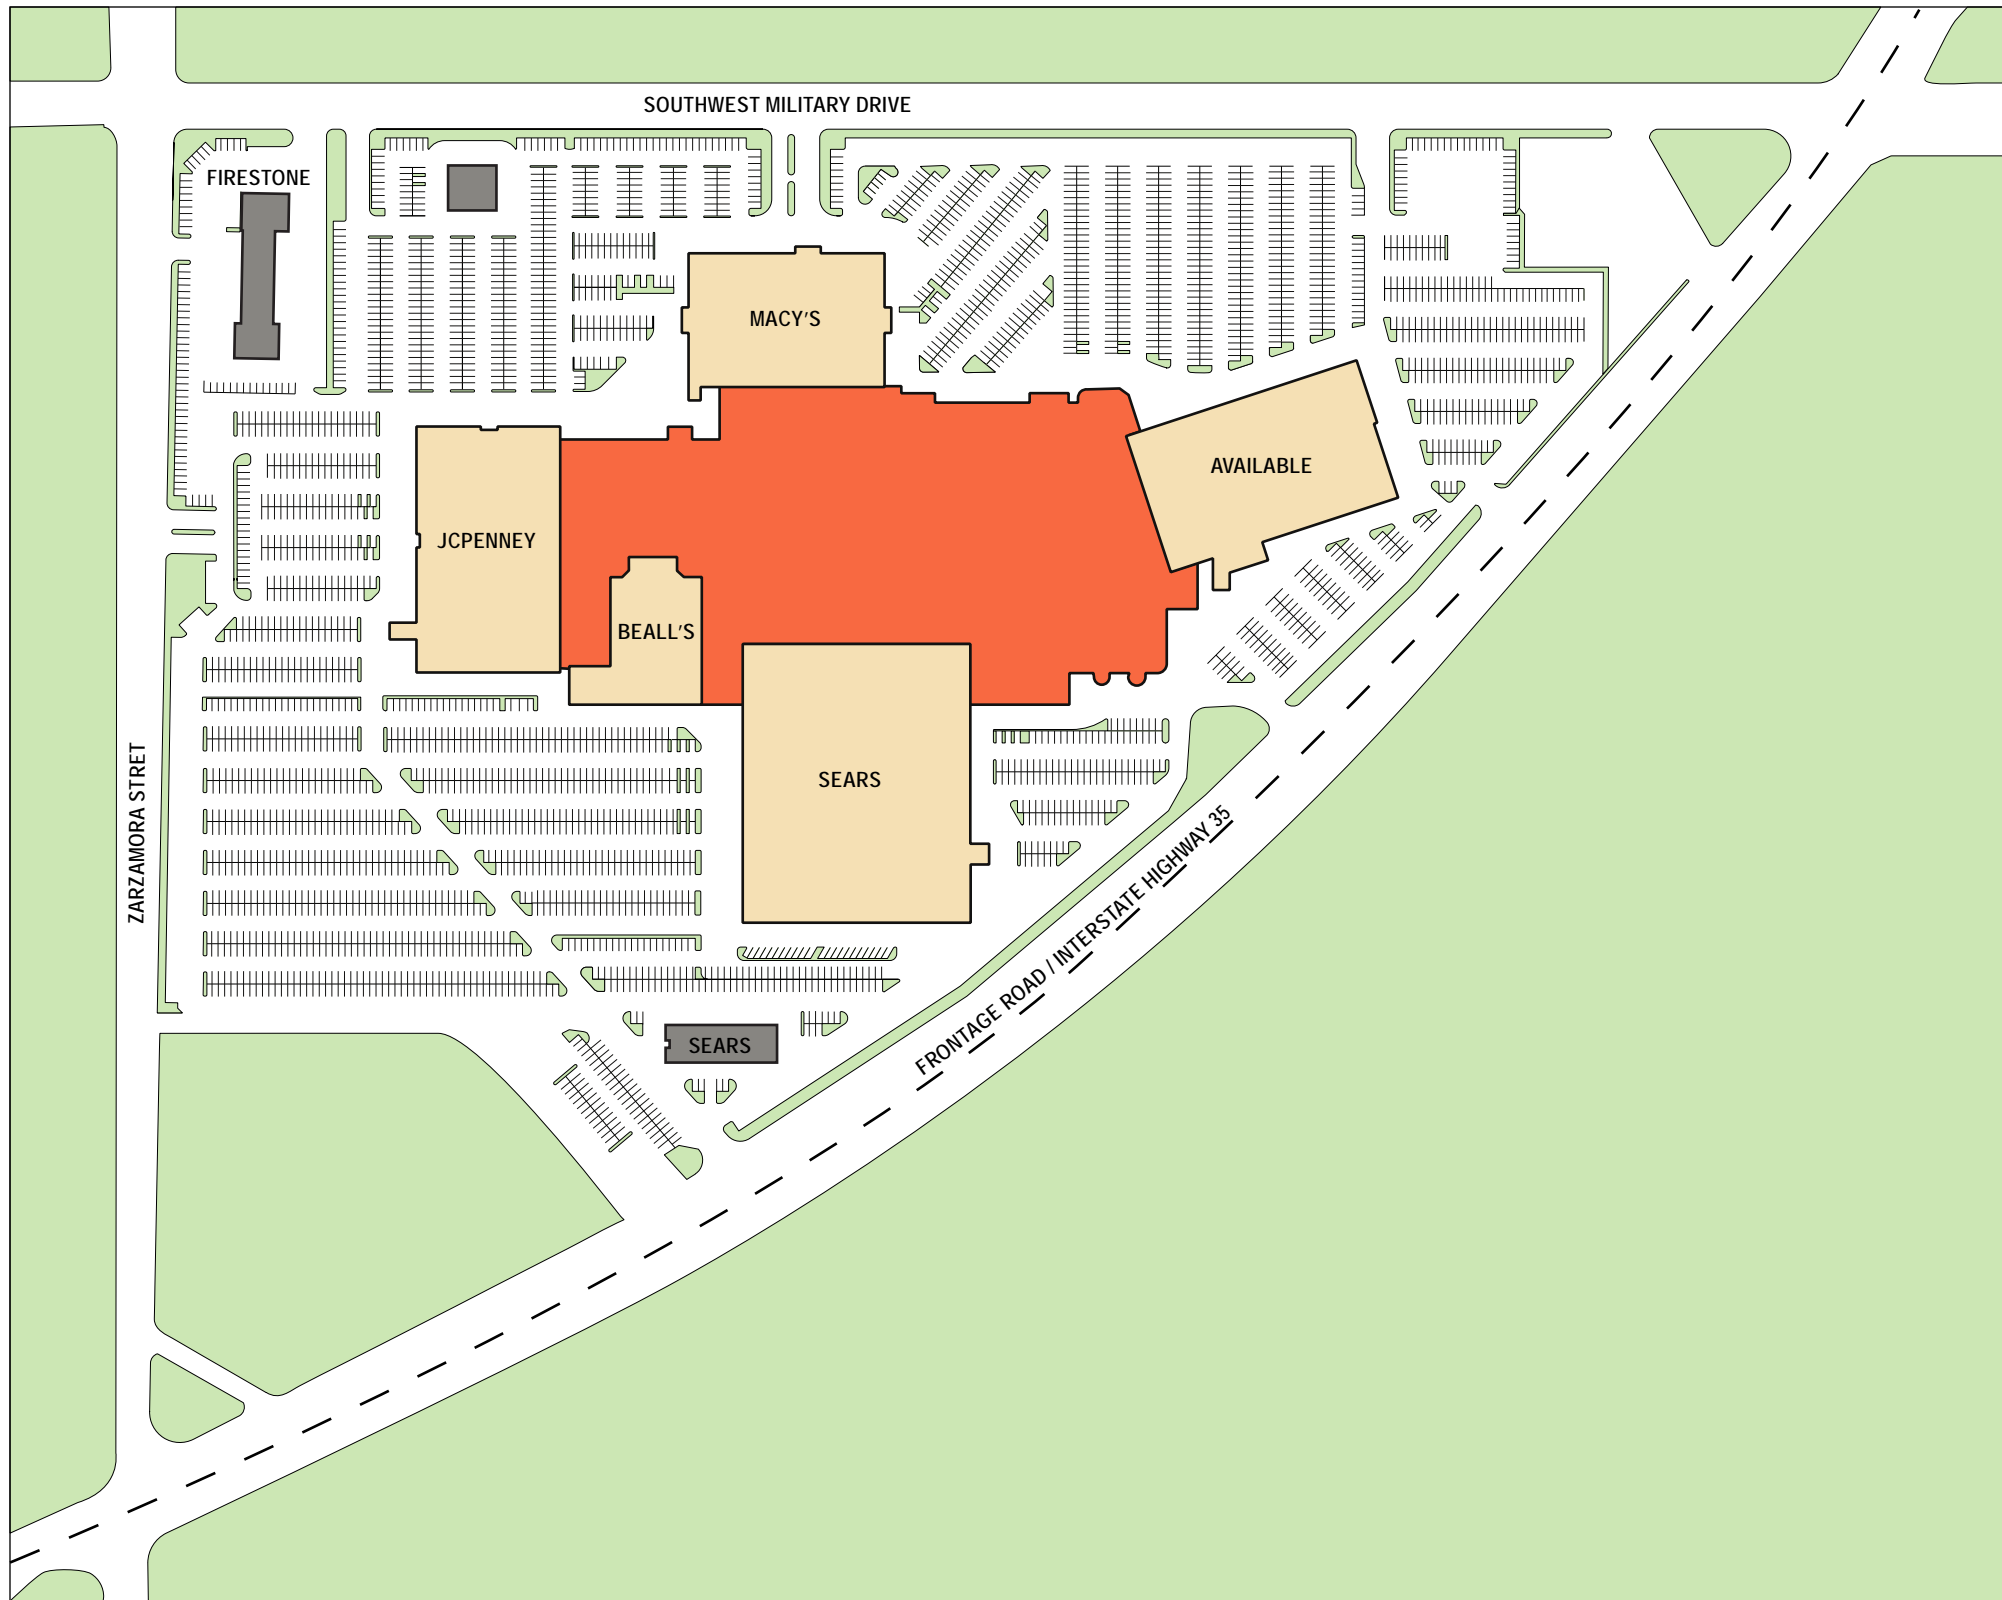 SOUTHWEST MILITARY DRIVE
FIRESTONE
MACY'S
AVAILABLE
JCPENNEY
BEALL'S
SEARS
ZARZAMORA STRET
FRONTAGE ROAD / INTERSTATE HIGHWAY 35
SEARS